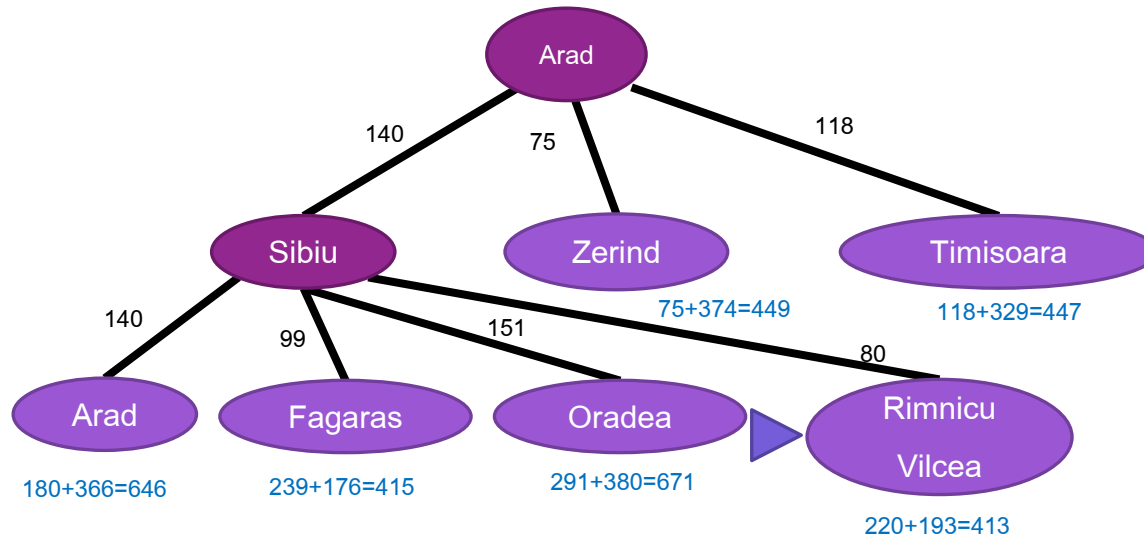 Arad
140
75
118
Sibiu
Zerind
Timisoara
75+374=449
118+329=447
140
99
151
80
Arad
Fagaras
Oradea
Rimnicu
Vilcea
180+366=646
239+176=415
291+380=671
220+193=413